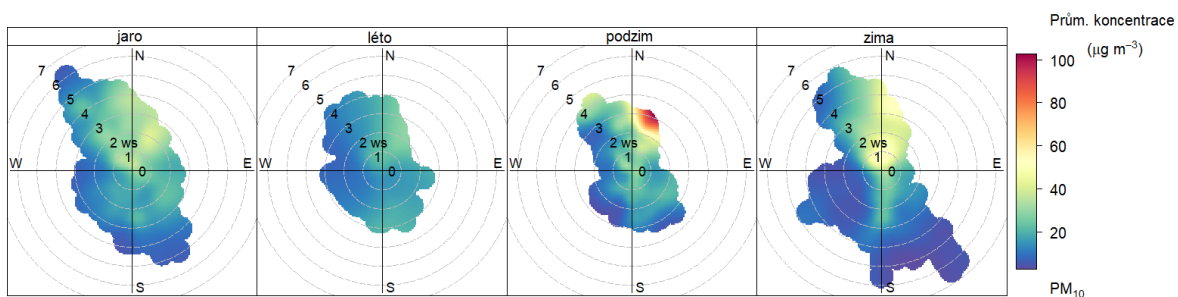 jaro
léto
podzim
zima
Prům. koncentrace
(µg m⁻³)
N
7
6
5
4
3
2 ws
1
0
W
E
S
N
7
6
5
4
3
2 ws
1
0
W
E
S
N
7
6
5
4
3
2 ws
1
0
W
E
S
N
7
6
5
4
3
2 ws
1
0
W
E
S
100
80
60
40
20
PM₁₀